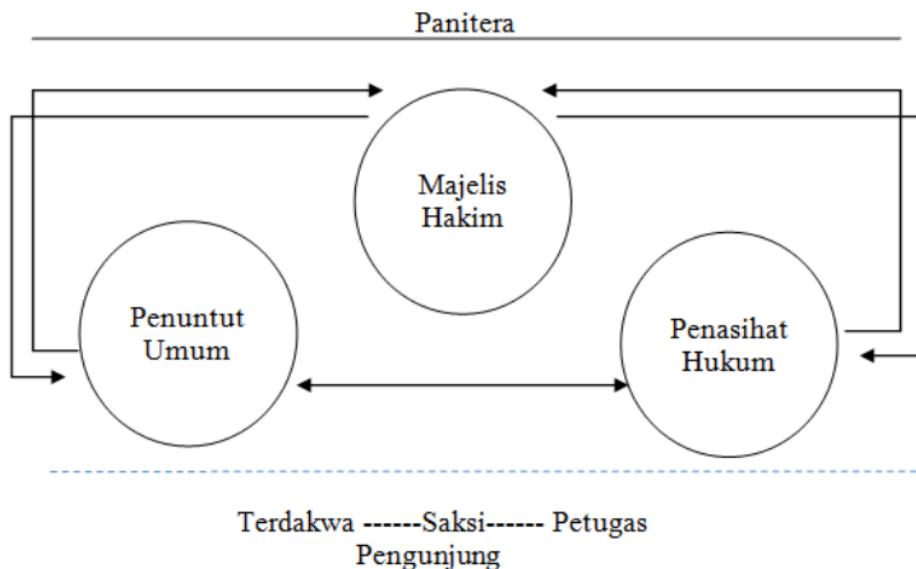 Panitera
Majelis
Hakim
Penuntut
Umum
Penasihat
Hukum
Terdakwa ------Saksi------ Petugas
Pengunjung